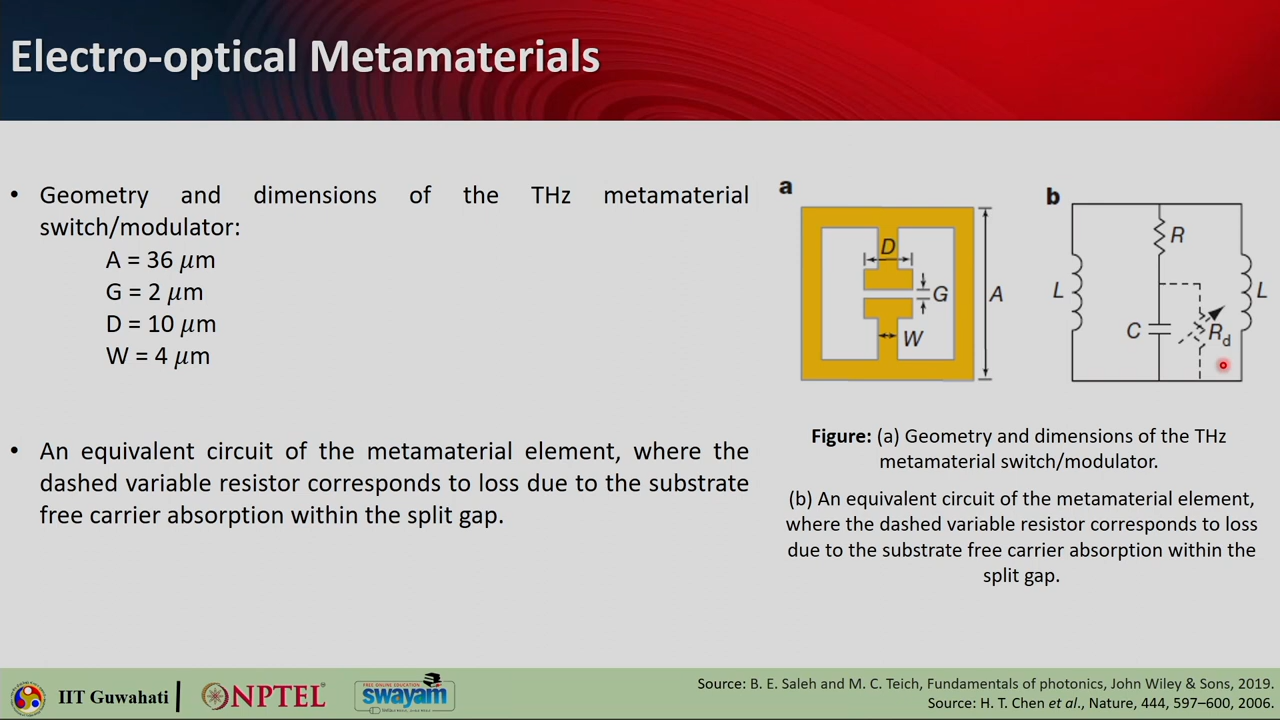 Electro-optical Metamaterials
• Geometry and dimensions of the THz metamaterial
switch/modulator:
A = 36 𝜇m
G = 2 𝜇m
D = 10 𝜇m
W = 4 𝜇m
• An equivalent circuit of the metamaterial element, where the
dashed variable resistor corresponds to loss due to the substrate
free carrier absorption within the split gap.
a
D
G
A
W
b
R
L
L
C
Rd
Figure: (a) Geometry and dimensions of the THz
metamaterial switch/modulator.
(b) An equivalent circuit of the metamaterial element,
where the dashed variable resistor corresponds to loss
due to the substrate free carrier absorption within the
split gap.
IIT Guwahati
NPTEL
FREE ONLINE EDUCATION
swayam
Source: B. E. Saleh and M. C. Teich, Fundamentals of photonics, John Wiley & Sons, 2019.
Source: H. T. Chen et al., Nature, 444, 597–600, 2006.